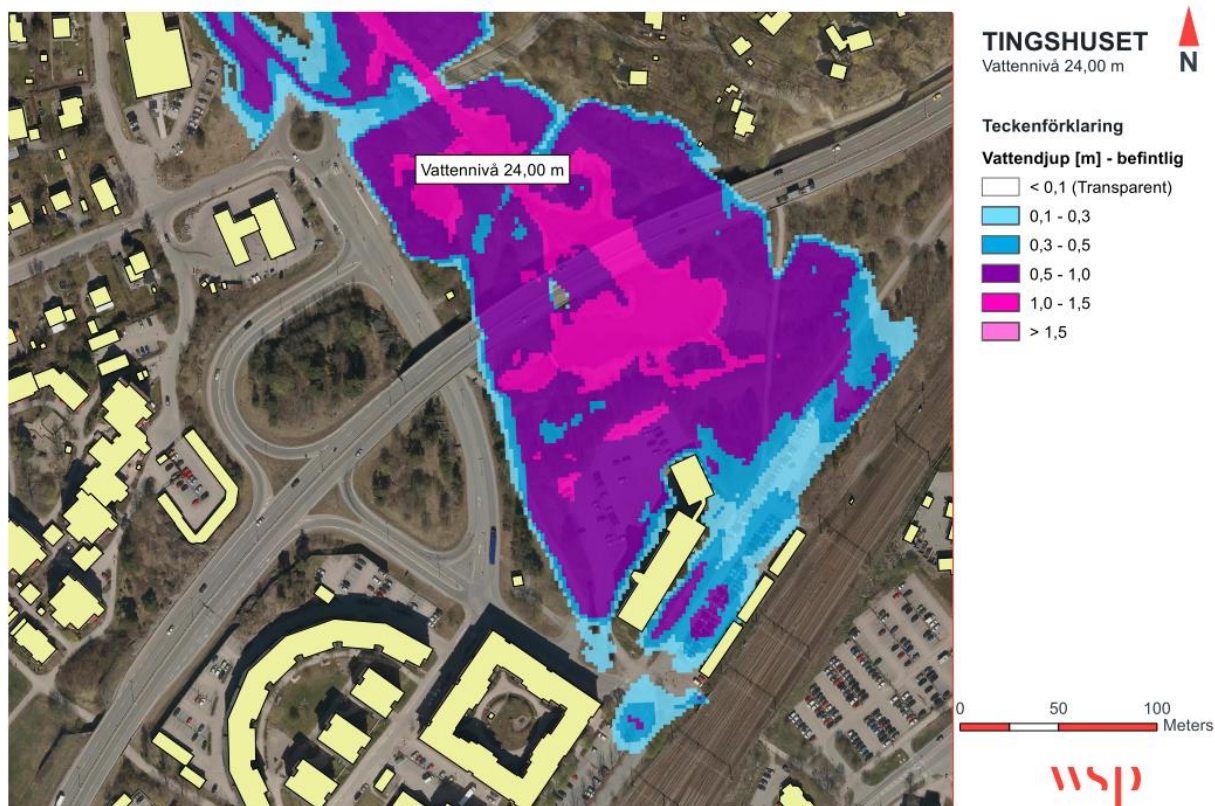 TINGSHUSET
Vattennivå 24,00 m
N
Teckenförklaring
Vattendjup [m] - befintlig
< 0,1 (Transparent)
0,1 - 0,3
0,3 - 0,5
0,5 - 1,0
1,0 - 1,5
> 1,5
Vattennivå 24,00 m
0 50 100
Meters
wsp